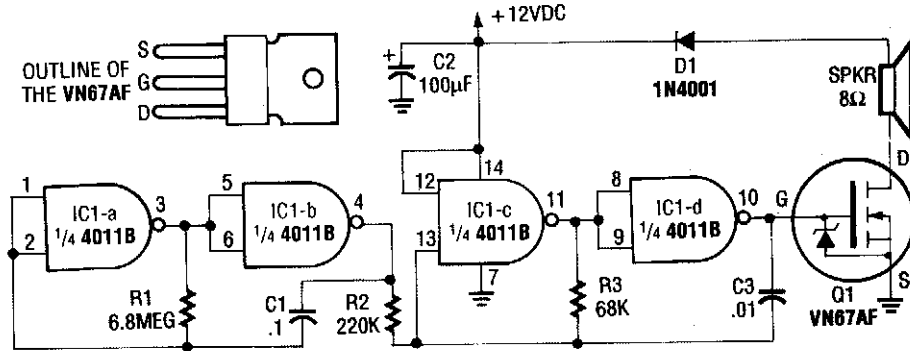 +12VDC
S
G
D
OUTLINE OF
THE VN67AF
+
C2
100µF
D1
1N4001
SPKR
8Ω
D
1
2
3
IC1-a
1/4 4011B
5
6
4
IC1-b
1/4 4011B
12
13
14
11
IC1-c
1/4 4011B
7
8
9
10
IC1-d
1/4 4011B
G
S
R1
6.8MEG
C1
.1
R2
220K
R3
68K
C3
.01
Q1
VN67AF